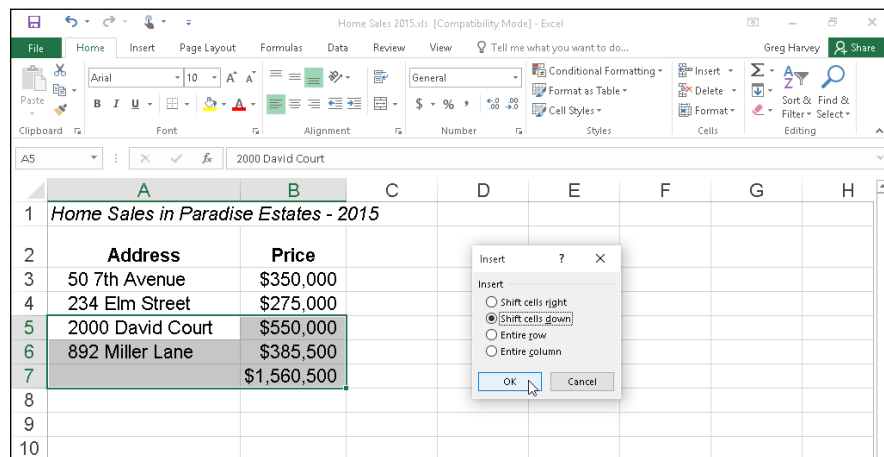 Home Sales 2015.xls [Compatibility Mode] - Excel
File Home Insert Page Layout Formulas Data Review View Tell me what you want to do... Greg Harvey Share
Arial 10 A A General Conditional Formatting Insert
Paste B I U A $ % , .0 .00 .00 .0 Format as Table Delete Sort & Find &
Cell Styles Format Filter Select
Clipboard Font Alignment Number Styles Cells Editing
A5 fx 2000 David Court
A B C D E F G H
1 Home Sales in Paradise Estates - 2015
2 Address Price
3 50 7th Avenue $350,000
4 234 Elm Street $275,000
5 2000 David Court $550,000
6 892 Miller Lane $385,500
7 $1,560,500
8
9
10
Insert ? X
Insert
Shift cells right
Shift cells down
Entire row
Entire column
OK Cancel